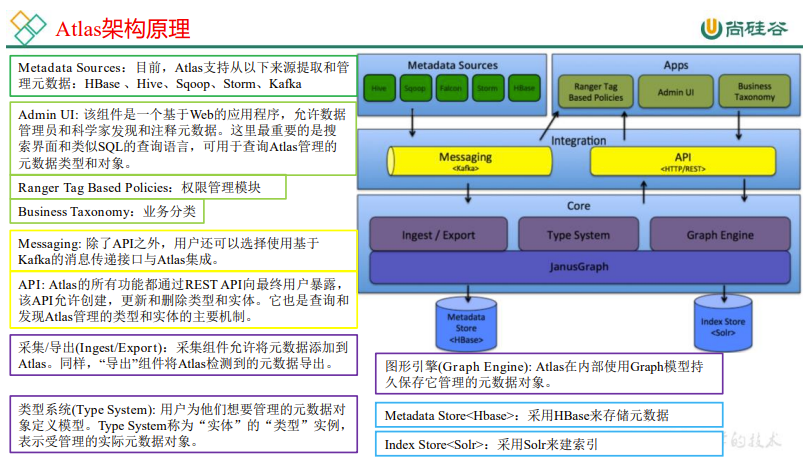 Atlas架构原理
尚硅谷
Metadata Sources：目前，Atlas支持从以下来源提取和管
理元数据：HBase 、Hive、Sqoop、Storm、Kafka
Admin UI: 该组件是一个基于Web的应用程序，允许数据
管理员和科学家发现和注释元数据。这里最重要的是搜
索界面和类似SQL的查询语言，可用于查询Atlas管理的
元数据类型和对象。
Ranger Tag Based Policies：权限管理模块
Business Taxonomy：业务分类
Messaging: 除了API之外，用户还可以选择使用基于
Kafka的消息传递接口与Atlas集成。
API: Atlas的所有功能都通过REST API向最终用户暴露，
该API允许创建，更新和删除类型和实体。它也是查询和
发现Atlas管理的类型和实体的主要机制。
采集/导出(Ingest/Export)：采集组件允许将元数据添加到
Atlas。同样，“导出”组件将Atlas检测到的元数据导出。
类型系统(Type System): 用户为他们想要管理的元数据对
象定义模型。Type System称为“实体”的“类型”实例，
表示受管理的实际元数据对象。
Metadata Sources
Hive
Sqoop
Falcon
Storm
HBase
Apps
Ranger Tag
Based Policies
Admin UI
Business
Taxonomy
Integration
Messaging
<Kafka>
API
<HTTP/REST>
Core
Ingest / Export
Type System
Graph Engine
JanusGraph
Metadata
Store
<HBase>
Index Store
<Solr>
图形引擎(Graph Engine): Atlas在内部使用Graph模型持
久保存它管理的元数据对象。
Metadata Store<Hbase>：采用HBase来存储元数据
Index Store<Solr>：采用Solr来建索引
的技术